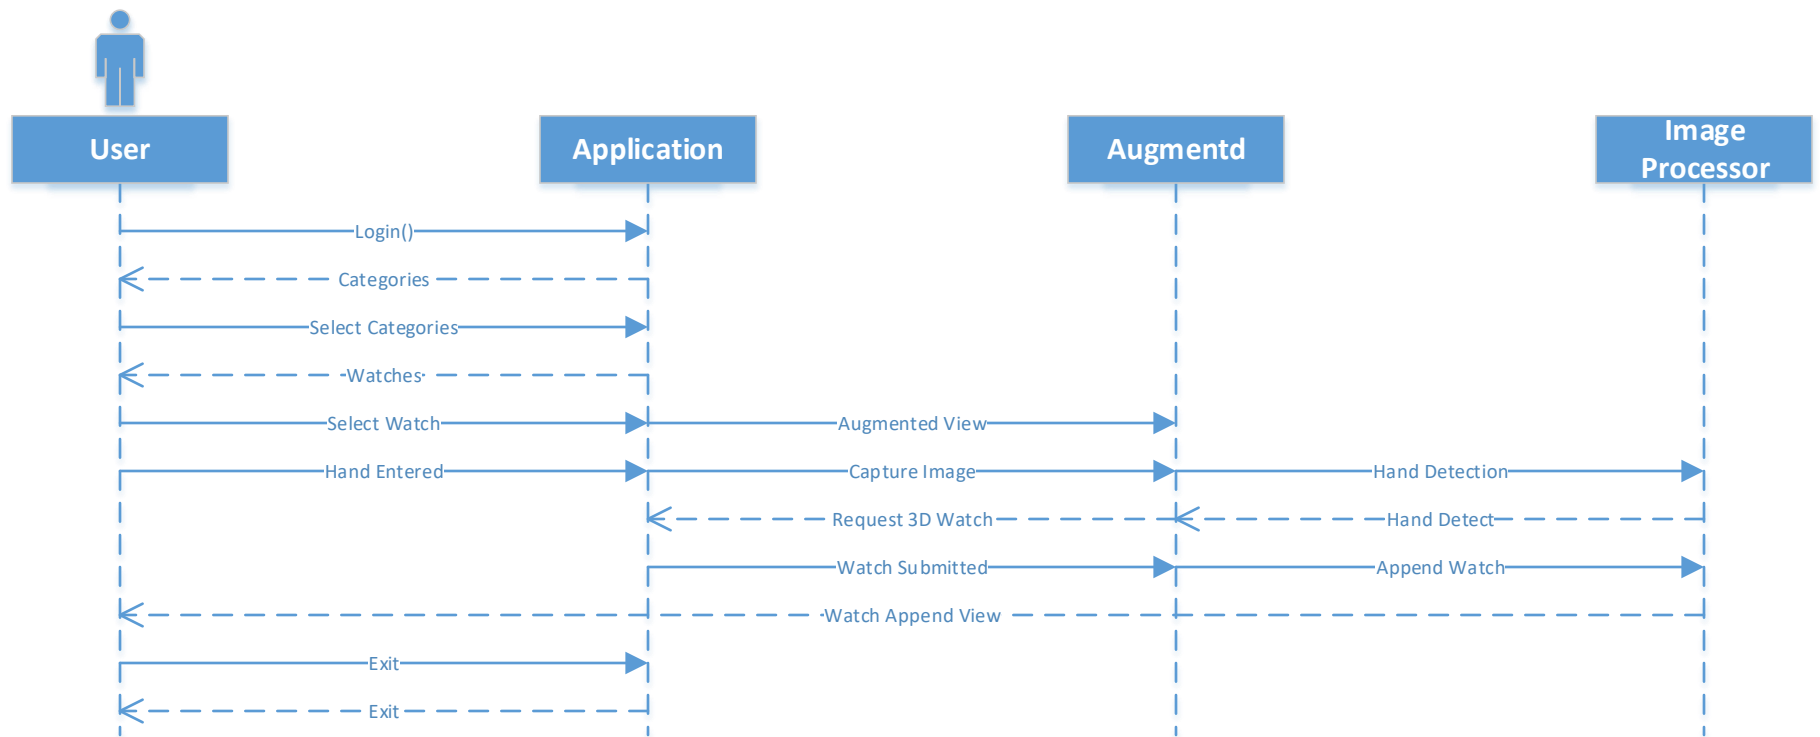 User
Application
Augmentd
Image
Processor
Login()
Categories
Select Categories
Watches
Select Watch
Augmented View
Hand Entered
Capture Image
Hand Detection
Request 3D Watch
Hand Detect
Watch Submitted
Append Watch
Watch Append View
Exit
Exit